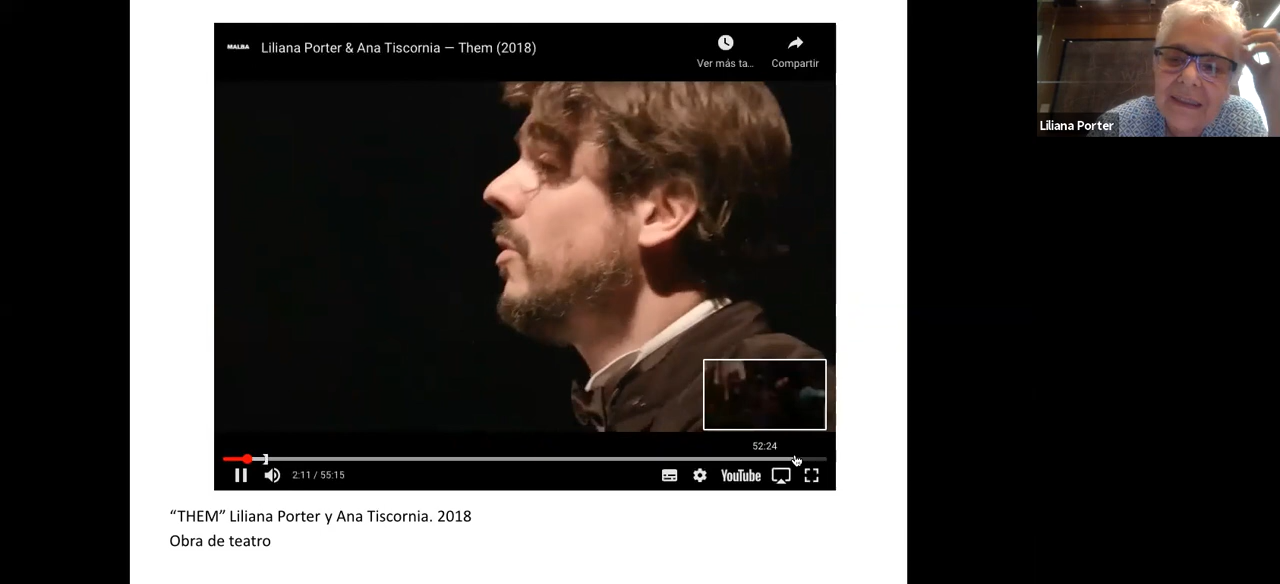 MALBA
Liliana Porter & Ana Tiscornia — Them (2018)
Ver más ta...
Compartir
Liliana Porter
52:24
2:11 / 55:15
YouTube
“THEM” Liliana Porter y Ana Tiscornia. 2018
Obra de teatro